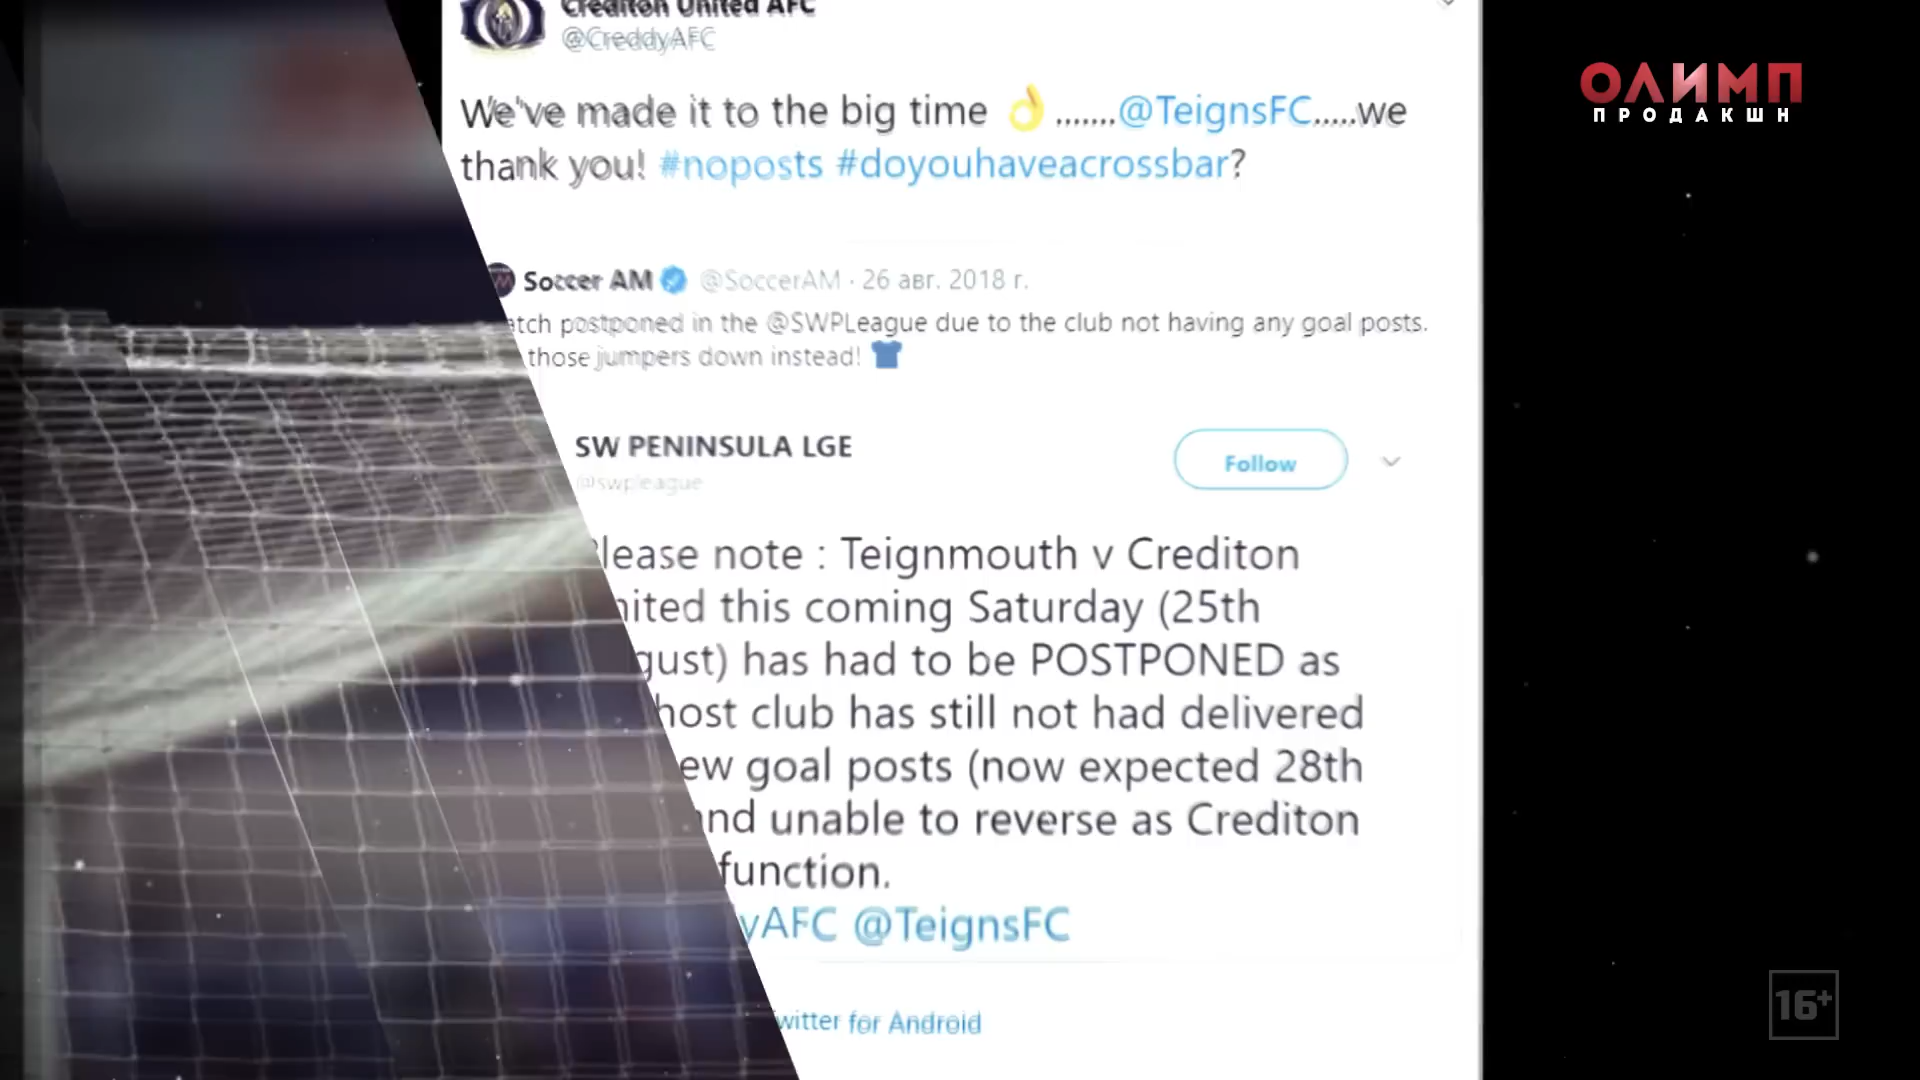 Crediton United AFC
@CreddyAFC
We've made it to the big time 👌.......@TeignsFC.....we
thank you! #noposts #doyouhaveacrossbar?
Soccer AM @SoccerAM · 26 авг. 2018 г.
atch postponed in the @SWPLeague due to the club not having any goal posts.
those jumpers down instead! 👕
SW PENINSULA LGE
@swpleague
Follow
lease note : Teignmouth v Crediton
nited this coming Saturday (25th
gust) has had to be POSTPONED as
host club has still not had delivered
ew goal posts (now expected 28th
nd unable to reverse as Crediton
function.
yAFC @TeignsFC
witter for Android
ОЛИМП
ПРОДАКШН
16+